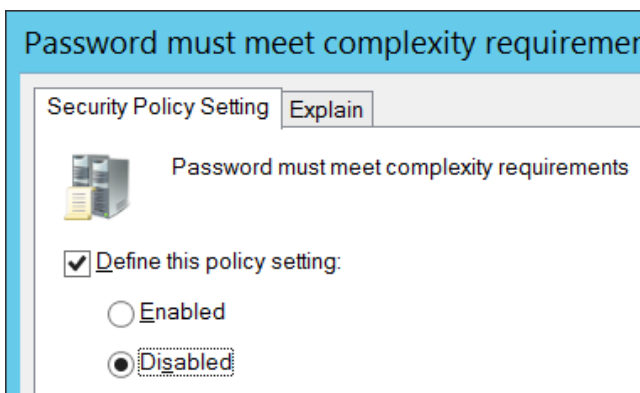 Password must meet complexity
Security Policy Setting Explain
Password must meet complexity requirements
Define this policy setting:
Enabled
Disabled